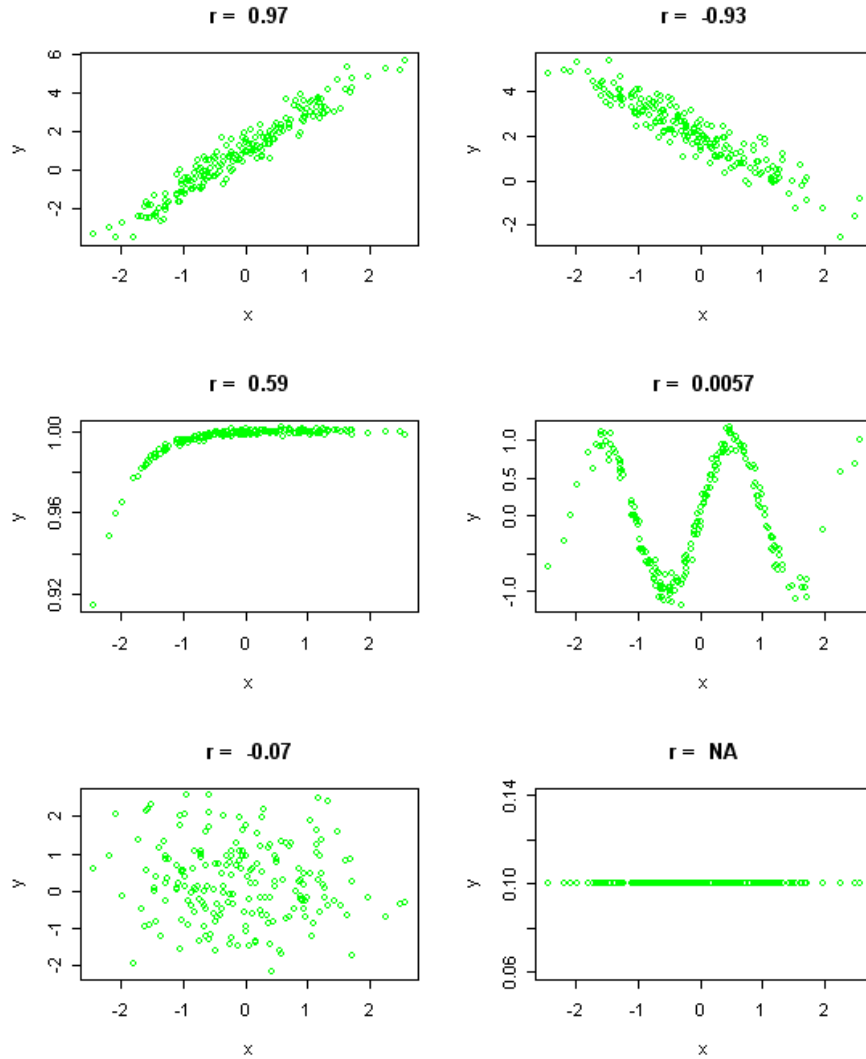 r = 0.97
y
-2 0 2 4 6
-2 -1 0 1 2
x
r = -0.93
y
-2 0 2 4
-2 -1 0 1 2
x
r = 0.59
y
0.92 0.96 1.00
-2 -1 0 1 2
x
r = 0.0057
y
-1.0 0.0 0.5 1.0
-2 -1 0 1 2
x
r = -0.07
y
-2 -1 0 1 2
-2 -1 0 1 2
x
r = NA
y
0.06 0.10 0.14
-2 -1 0 1 2
x